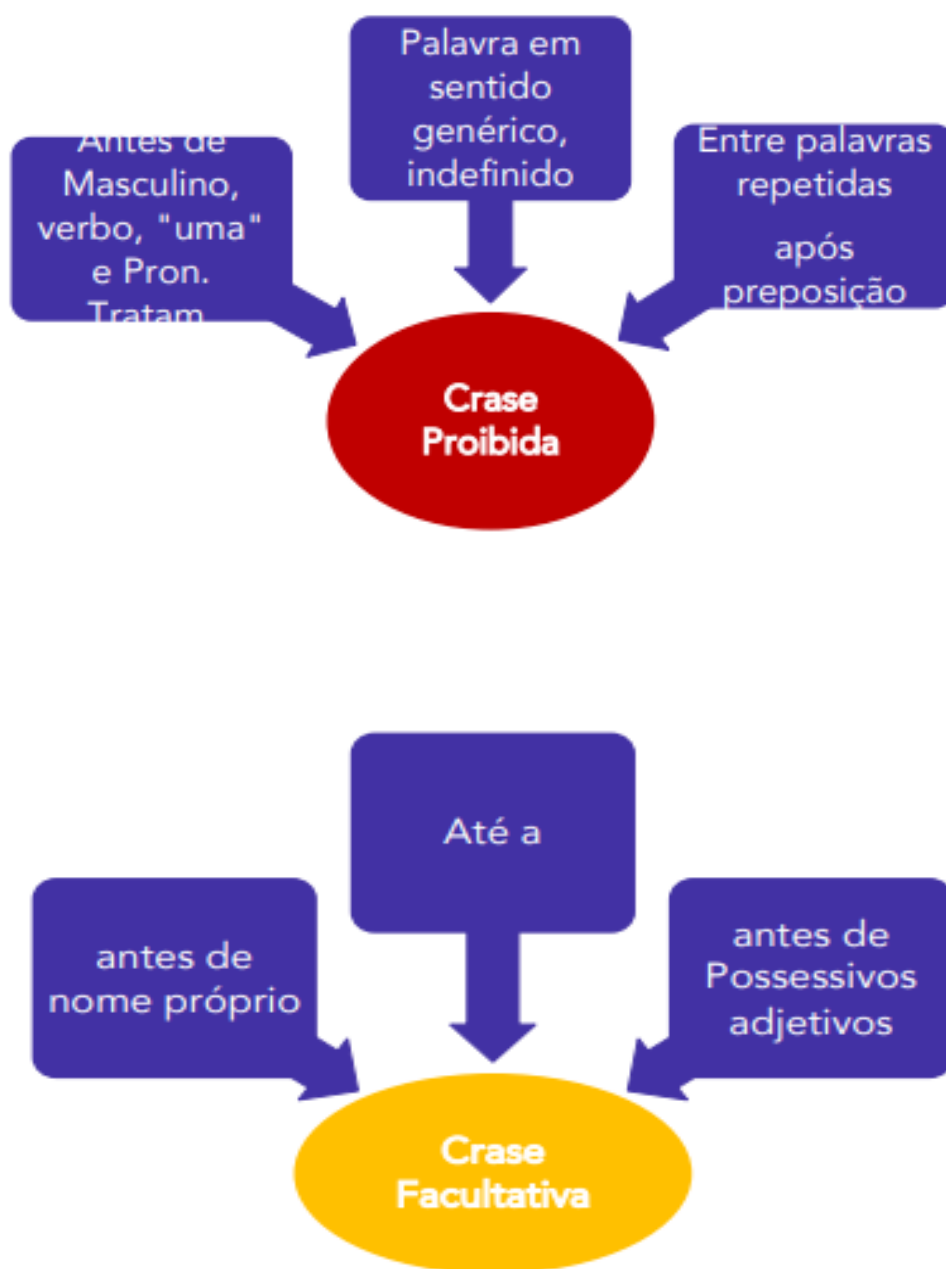 Antes de
Masculino,
verbo, "uma"
e Pron.
Tratam.
Palavra em
sentido
genérico,
indefinido
Entre palavras
repetidas
após
preposição
Crase
Proibida
Até a
antes de
nome próprio
antes de
Possessivos
adjetivos
Crase
Facultativa